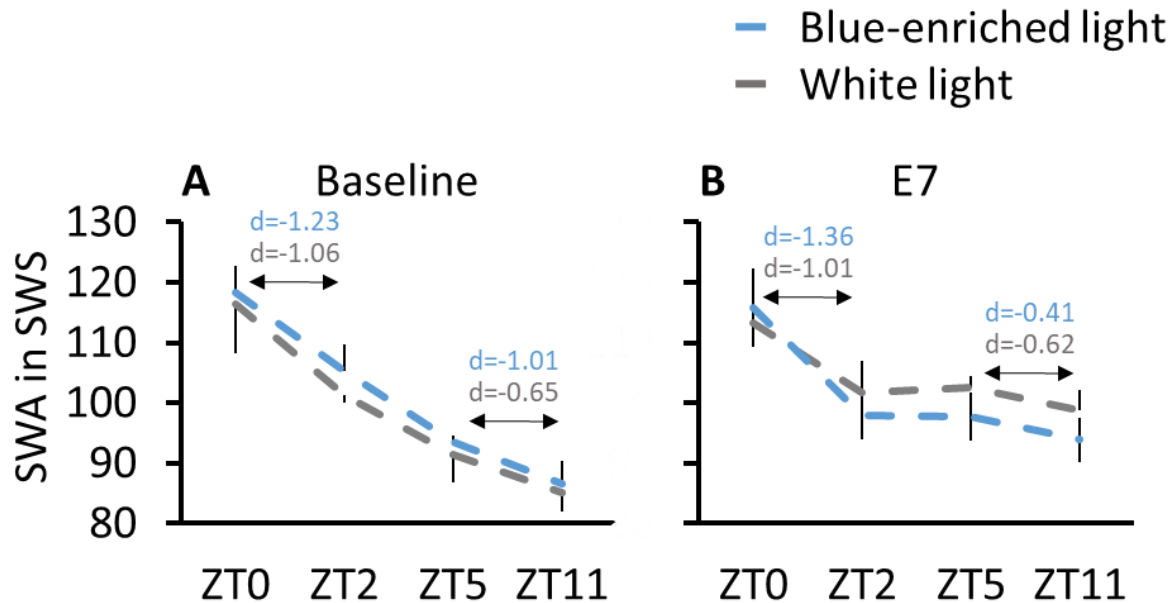 Blue-enriched light
White light
A Baseline
B E7
SWA in SWS
130
120
110
100
90
80
d=-1.23
d=-1.06
d=-1.01
d=-0.65
ZT0 ZT2 ZT5 ZT11
d=-1.36
d=-1.01
d=-0.41
d=-0.62
ZT0 ZT2 ZT5 ZT11